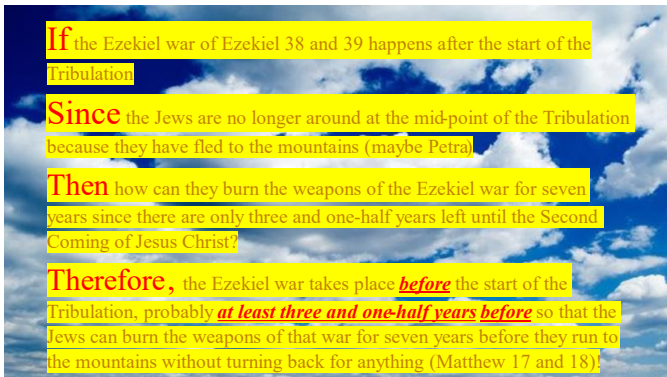 If the Ezekiel war of Ezekiel 38 and 39 happens after the start of the
Tribulation
Since the Jews are no longer around at the mid-point of the Tribulation
because they have fled to the mountains (maybe Petra)
Then how can they burn the weapons of the Ezekiel war for seven
years since there are only three and one-half years left until the Second
Coming of Jesus Christ?
Therefore, the Ezekiel war takes place before the start of the
Tribulation, probably at least three and one-half years before so that the
Jews can burn the weapons of that war for seven years before they run to
the mountains without turning back for anything (Matthew 17 and 18)!